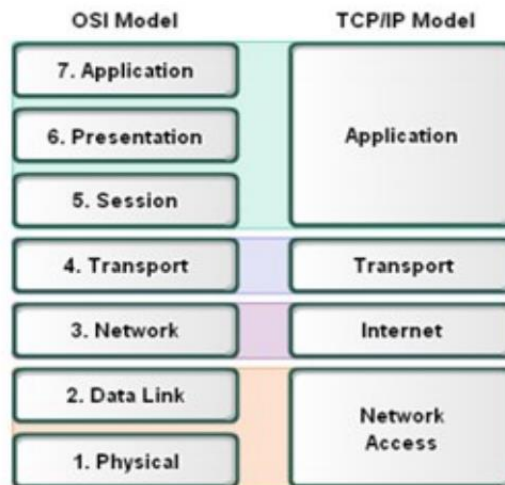 OSI Model
TCP/IP Model
7. Application
6. Presentation
5. Session
Application
4. Transport
Transport
3. Network
Internet
2. Data Link
1. Physical
Network
Access